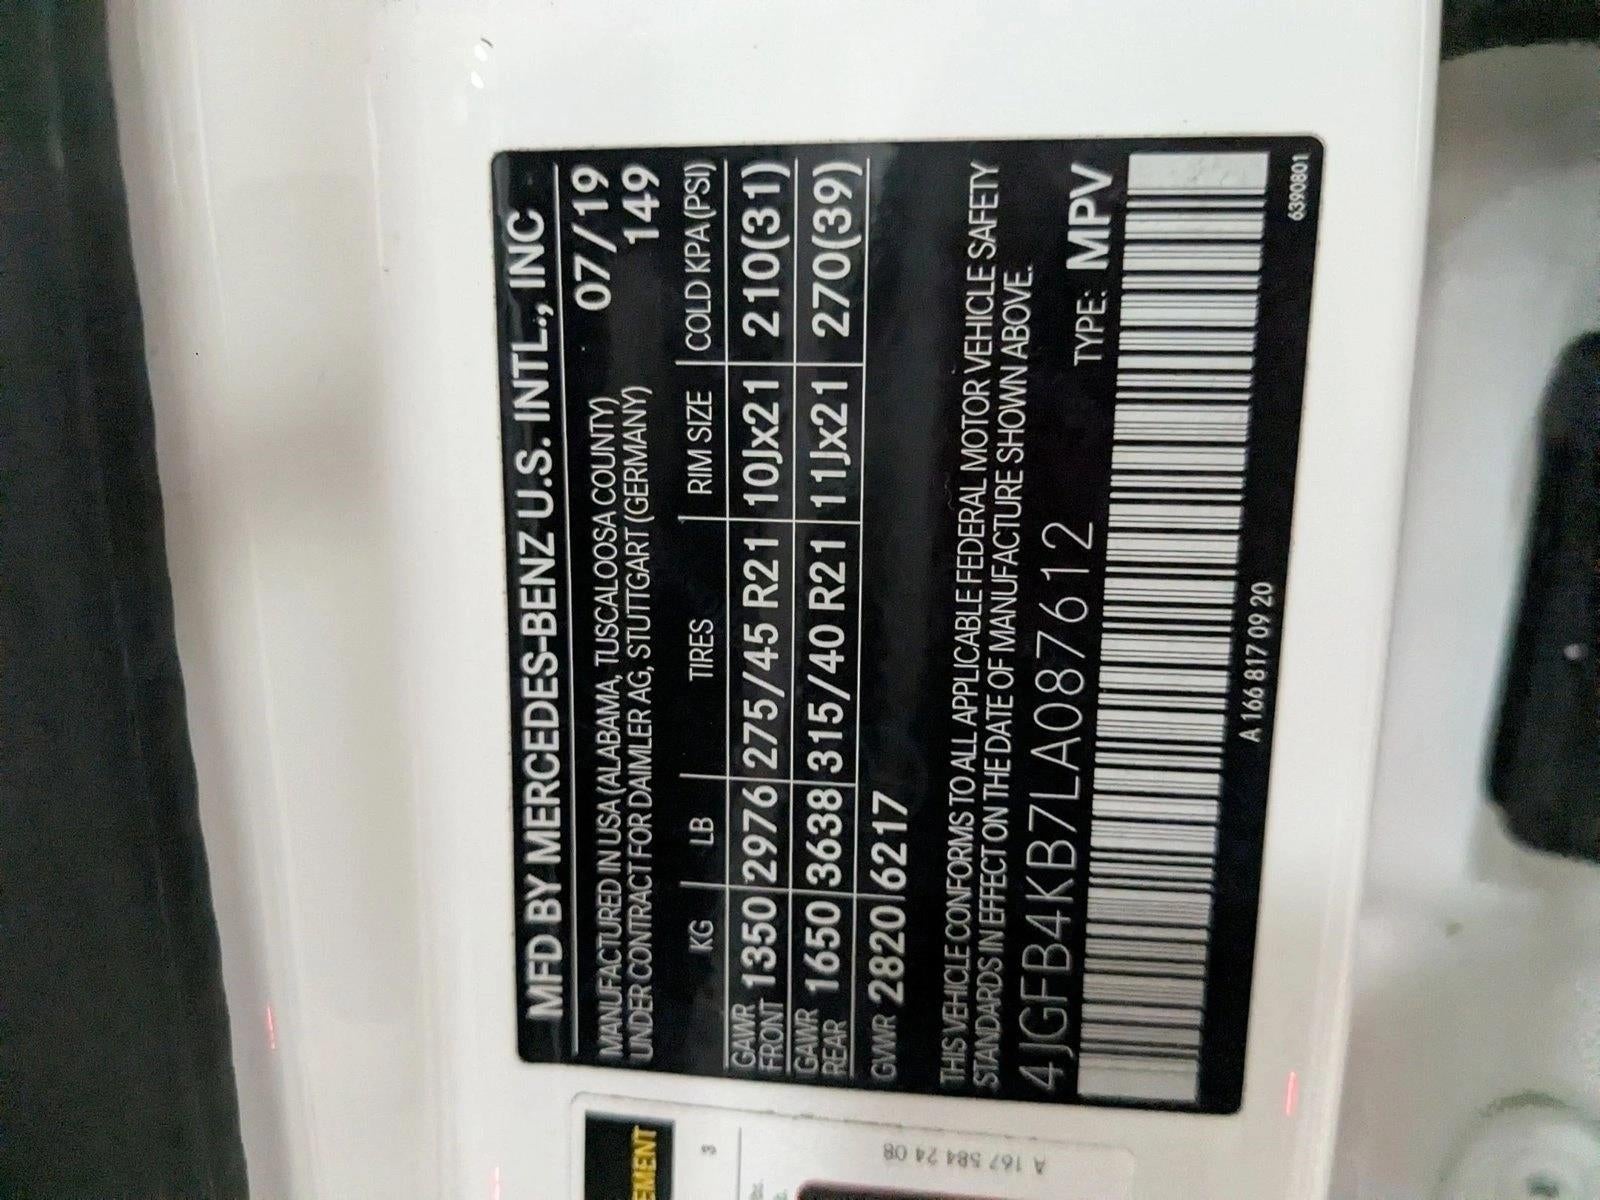 MFD BY MERCEDES-BENZ U.S. INTL., INC
MANUFACTURED IN USA (ALABAMA, TUSCALOOSA COUNTY) 07/19
UNDER CONTRACT FOR DAIMLER AG, STUTTGART (GERMANY) 149
KG LB TIRES RIM SIZE COLD KPA (PSI)
GAWR FRONT 1350 2976 275/45 R21 10Jx21 210(31)
GAWR REAR 1650 3638 315/40 R21 11Jx21 270(39)
GVWR 2820 6217
THIS VEHICLE CONFORMS TO ALL APPLICABLE FEDERAL MOTOR VEHICLE SAFETY
STANDARDS IN EFFECT ON THE DATE OF MANUFACTURE SHOWN ABOVE.
4JGFB4KB7LA087612 TYPE: MPV
A 166 817 09 20 6390801
EMENT
3
A 167 584 24 08